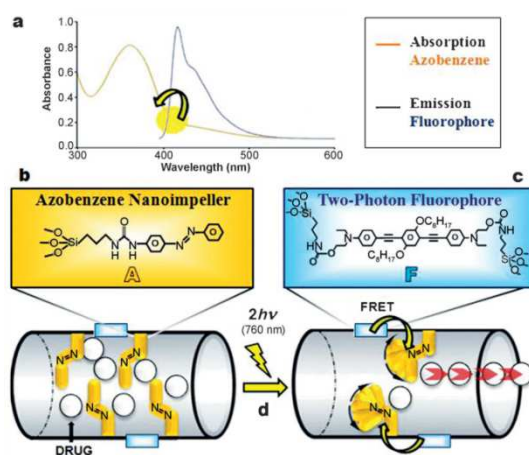 a
Absorbance
1.0
0.8
0.6
0.4
0.2
0.0
300 400 500 600
Wavelength (nm)
Absorption
Azobenzene
Emission
Fluorophore
b
c
Azobenzene Nanoimpeller
A
Two-Photon Fluorophore
OC8H17
C8H17O
F
2hν
(760 nm)
d
FRET
N=N
N=N
N=N
N=N
N=N
N=N
DRUG